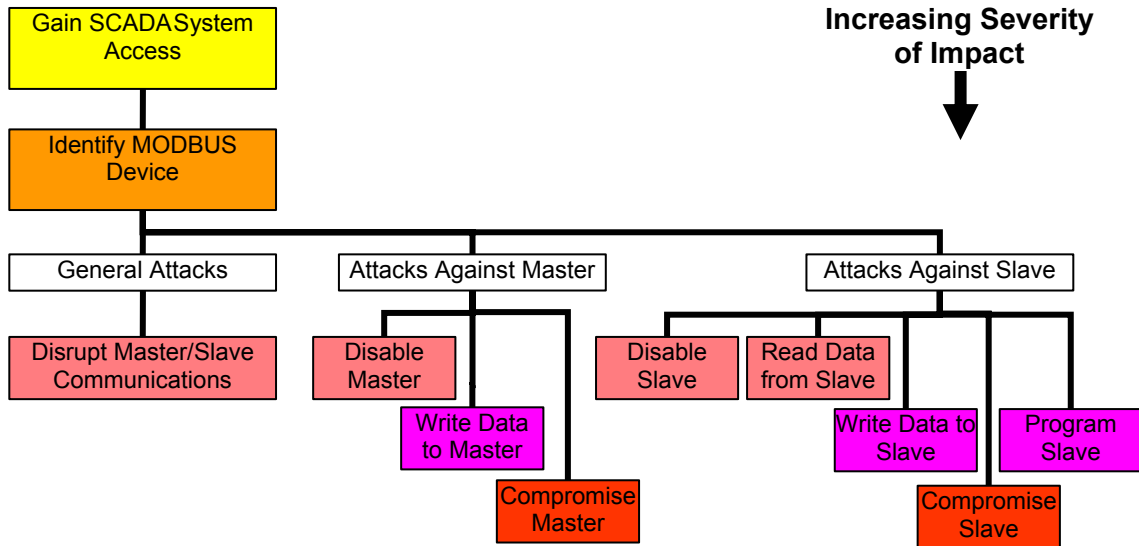 Gain SCADA System
Access
Increasing Severity
of Impact
Identify MODBUS
Device
General Attacks
Attacks Against Master
Attacks Against Slave
Disrupt Master/Slave
Communications
Disable
Master
Disable
Slave
Read Data
from Slave
Write Data
to Master
Write Data to
Slave
Program
Slave
Compromise
Master
Compromise
Slave